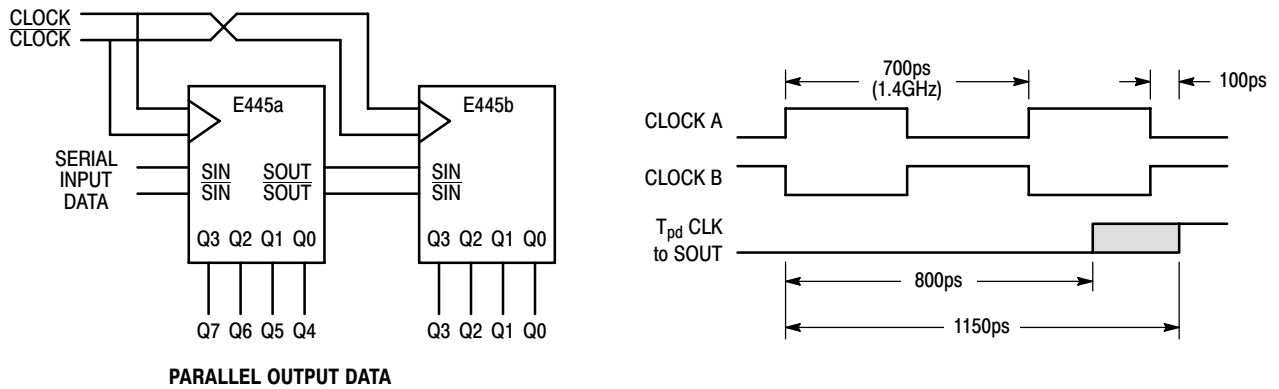 CLOCK
CLOCK
E445a
E445b
SERIAL
INPUT
DATA
SIN
SIN
SOUT
SOUT
SIN
SIN
Q3 Q2 Q1 Q0
Q3 Q2 Q1 Q0
Q7 Q6 Q5 Q4
Q3 Q2 Q1 Q0
PARALLEL OUTPUT DATA
700ps
(1.4GHz)
100ps
CLOCK A
CLOCK B
Tpd CLK
to SOUT
800ps
1150ps